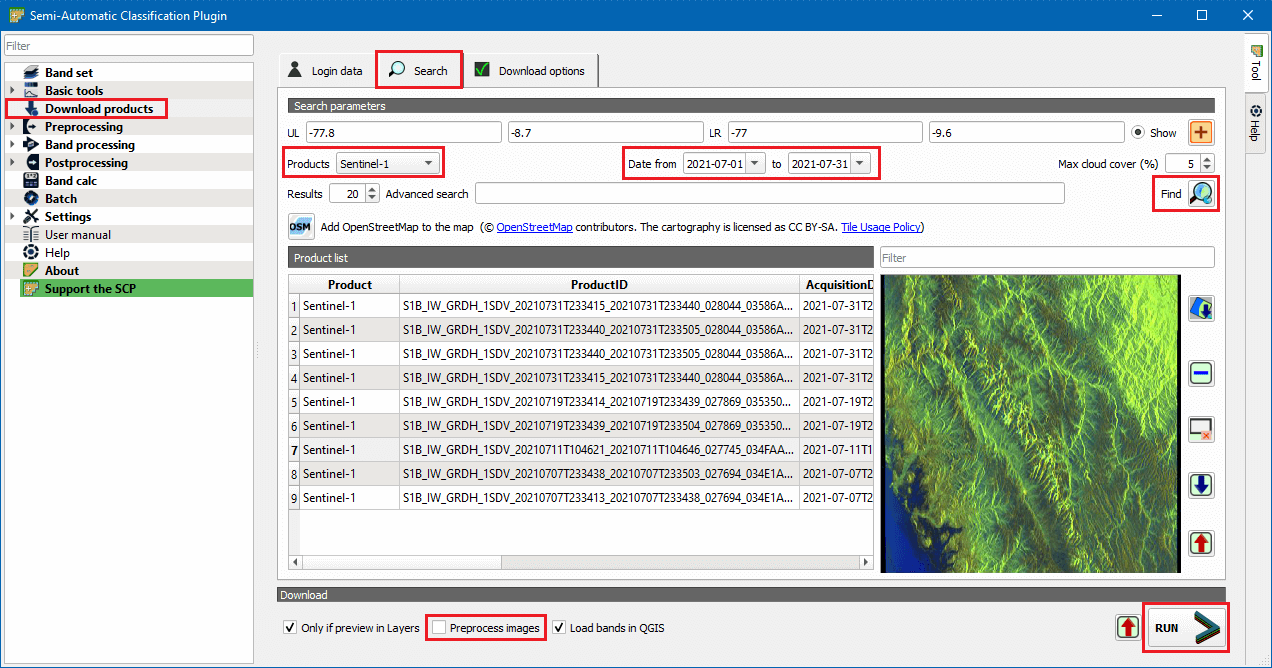 Semi-Automatic Classification Plugin
Filter
Band set
Basic tools
Download products
Preprocessing
Band processing
Postprocessing
Band calc
Batch
Settings
User manual
Help
About
Support the SCP
Login data
Search
Download options
Search parameters
UL -77.8 -8.7 LR -77 -9.6 Show
Products Sentinel-1 Date from 2021-07-01 to 2021-07-31 Max cloud cover (%) 5
Results 20 Advanced search Find
OSM Add OpenStreetMap to the map (© OpenStreetMap contributors. The cartography is licensed as CC BY-SA. Tile Usage Policy)
Product list Filter
Product ProductID AcquisitionD
1 Sentinel-1 S1B_IW_GRDH_1SDV_20210731T233415_20210731T233440_028044_03586A... 2021-07-31T2
2 Sentinel-1 S1B_IW_GRDH_1SDV_20210731T233440_20210731T233505_028044_03586A... 2021-07-31T2
3 Sentinel-1 S1B_IW_GRDH_1SDV_20210731T233440_20210731T233505_028044_03586A... 2021-07-31T2
4 Sentinel-1 S1B_IW_GRDH_1SDV_20210731T233415_20210731T233440_028044_03586A... 2021-07-31T2
5 Sentinel-1 S1B_IW_GRDH_1SDV_20210719T233414_20210719T233439_027869_035350... 2021-07-19T2
6 Sentinel-1 S1B_IW_GRDH_1SDV_20210719T233439_20210719T233504_027869_035350... 2021-07-19T2
7 Sentinel-1 S1B_IW_GRDH_1SDV_20210711T104621_20210711T104646_027745_034FAA... 2021-07-11T1
8 Sentinel-1 S1B_IW_GRDH_1SDV_20210707T233438_20210707T233503_027694_034E1A... 2021-07-07T2
9 Sentinel-1 S1B_IW_GRDH_1SDV_20210707T233413_20210707T233438_027694_034E1A... 2021-07-07T2
Download
Only if preview in Layers Preprocess images Load bands in QGIS RUN
Tool
Help